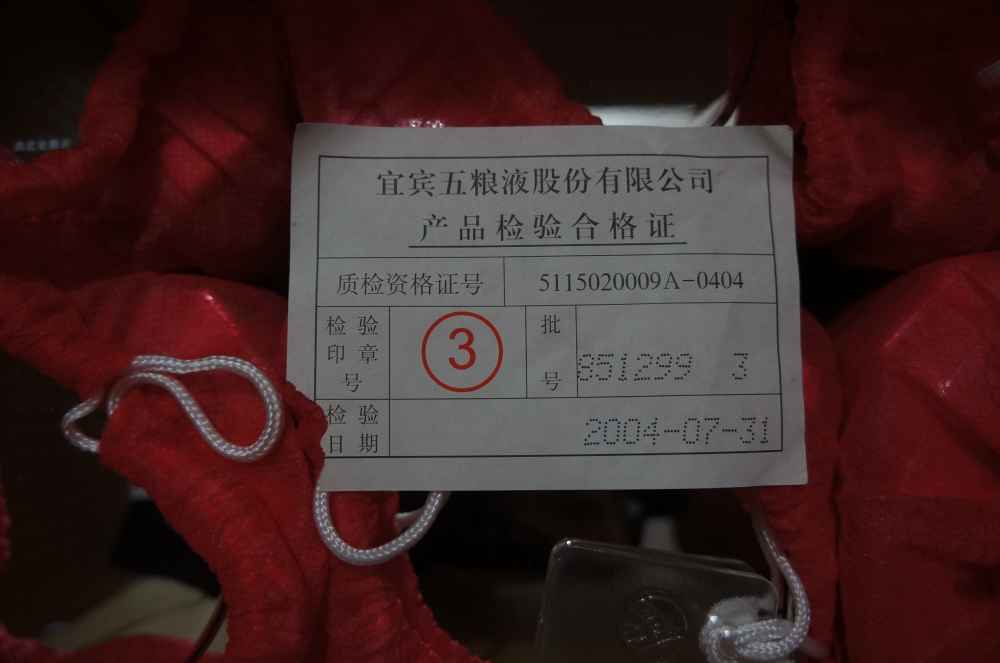 宜宾五粮液股份有限公司
产品检验合格证
质检资格证号 5115020009A-0404
检验印章号 3 批号 851299 3
检验日期 2004-07-31